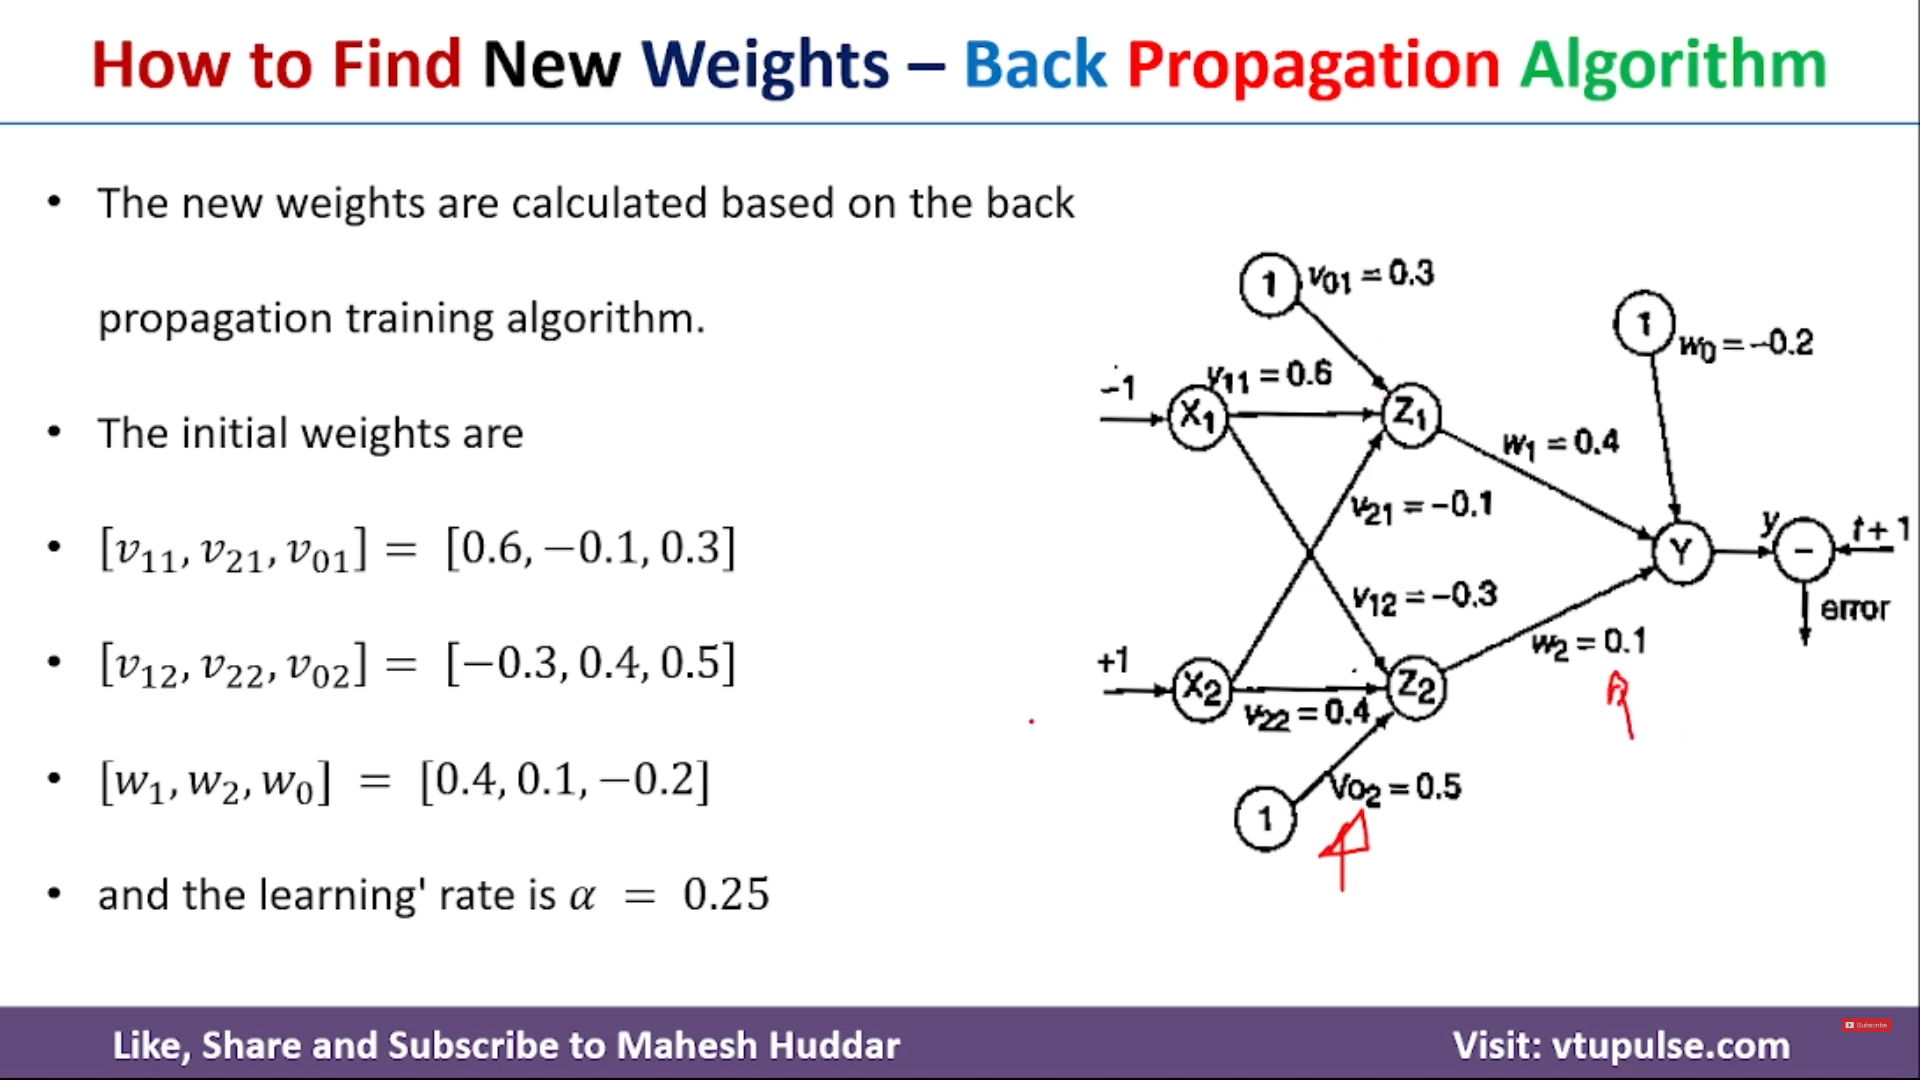 How to Find New Weights – Back Propagation Algorithm
• The new weights are calculated based on the back
propagation training algorithm.
• The initial weights are
• [v₁₁, v₂₁, v₀₁] = [0.6, −0.1, 0.3]
• [v₁₂, v₂₂, v₀₂] = [−0.3, 0.4, 0.5]
• [w₁, w₂, w₀] = [0.4, 0.1, −0.2]
• and the learning' rate is α = 0.25
1
v₀₁ = 0.3
1
w₀ = −0.2
−1
v₁₁ = 0.6
X₁
Z₁
w₁ = 0.4
v₂₁ = −0.1
Y
y
−
t+1
error
v₁₂ = −0.3
w₂ = 0.1
+1
X₂
Z₂
v₂₂ = 0.4
1
V₀₂ = 0.5
Like, Share and Subscribe to Mahesh Huddar
Visit: vtupulse.com
Subscribe